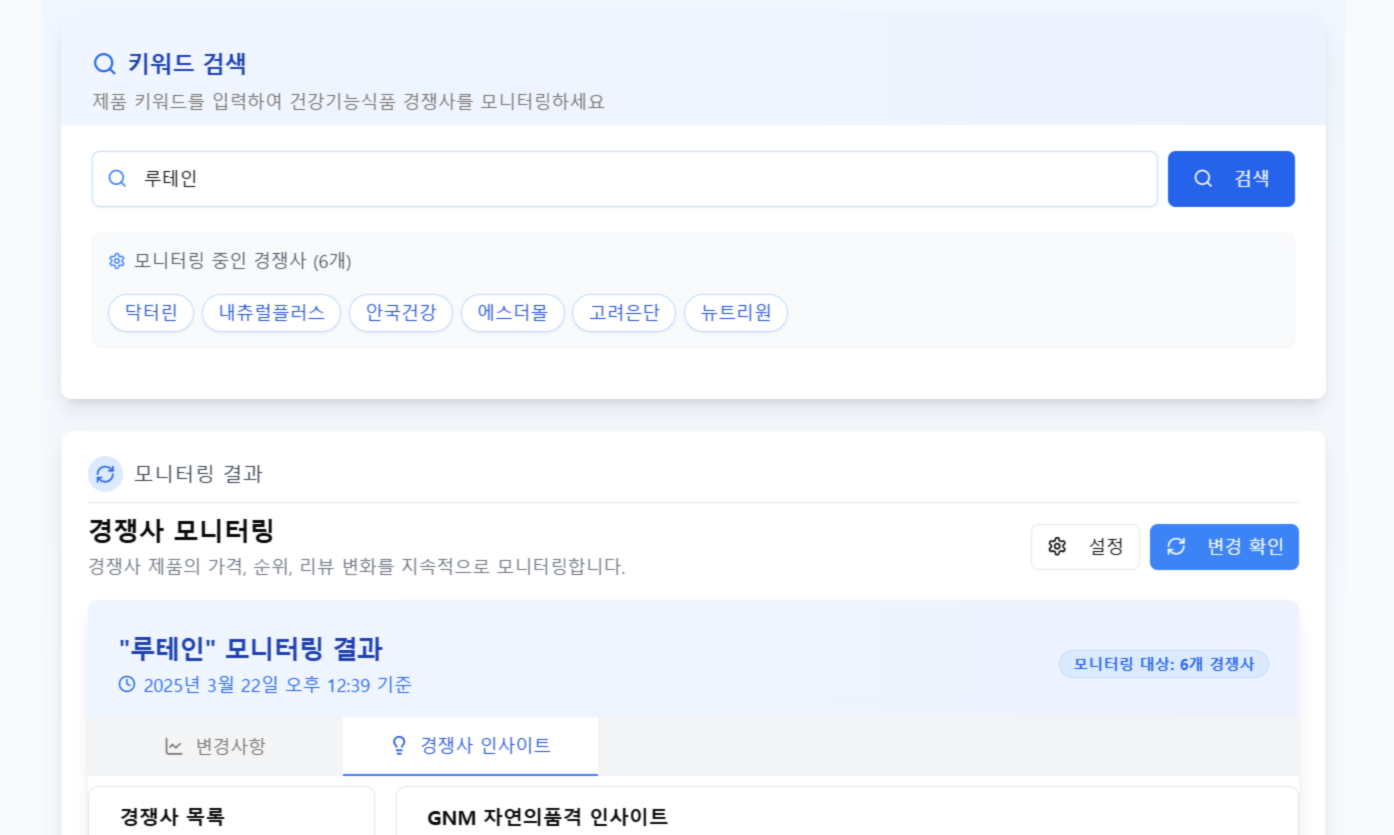 키워드 검색
제품 키워드를 입력하여 건강기능식품 경쟁사를 모니터링하세요
루테인
검색
모니터링 중인 경쟁사 (6개)
닥터린 내츄럴플러스 안국건강 에스더몰 고려은단 뉴트리원
모니터링 결과
경쟁사 모니터링
경쟁사 제품의 가격, 순위, 리뷰 변화를 지속적으로 모니터링합니다.
설정 변경 확인
"루테인" 모니터링 결과
2025년 3월 22일 오후 12:39 기준
모니터링 대상: 6개 경쟁사
변경사항 경쟁사 인사이트
경쟁사 목록
GNM 자연의품격 인사이트